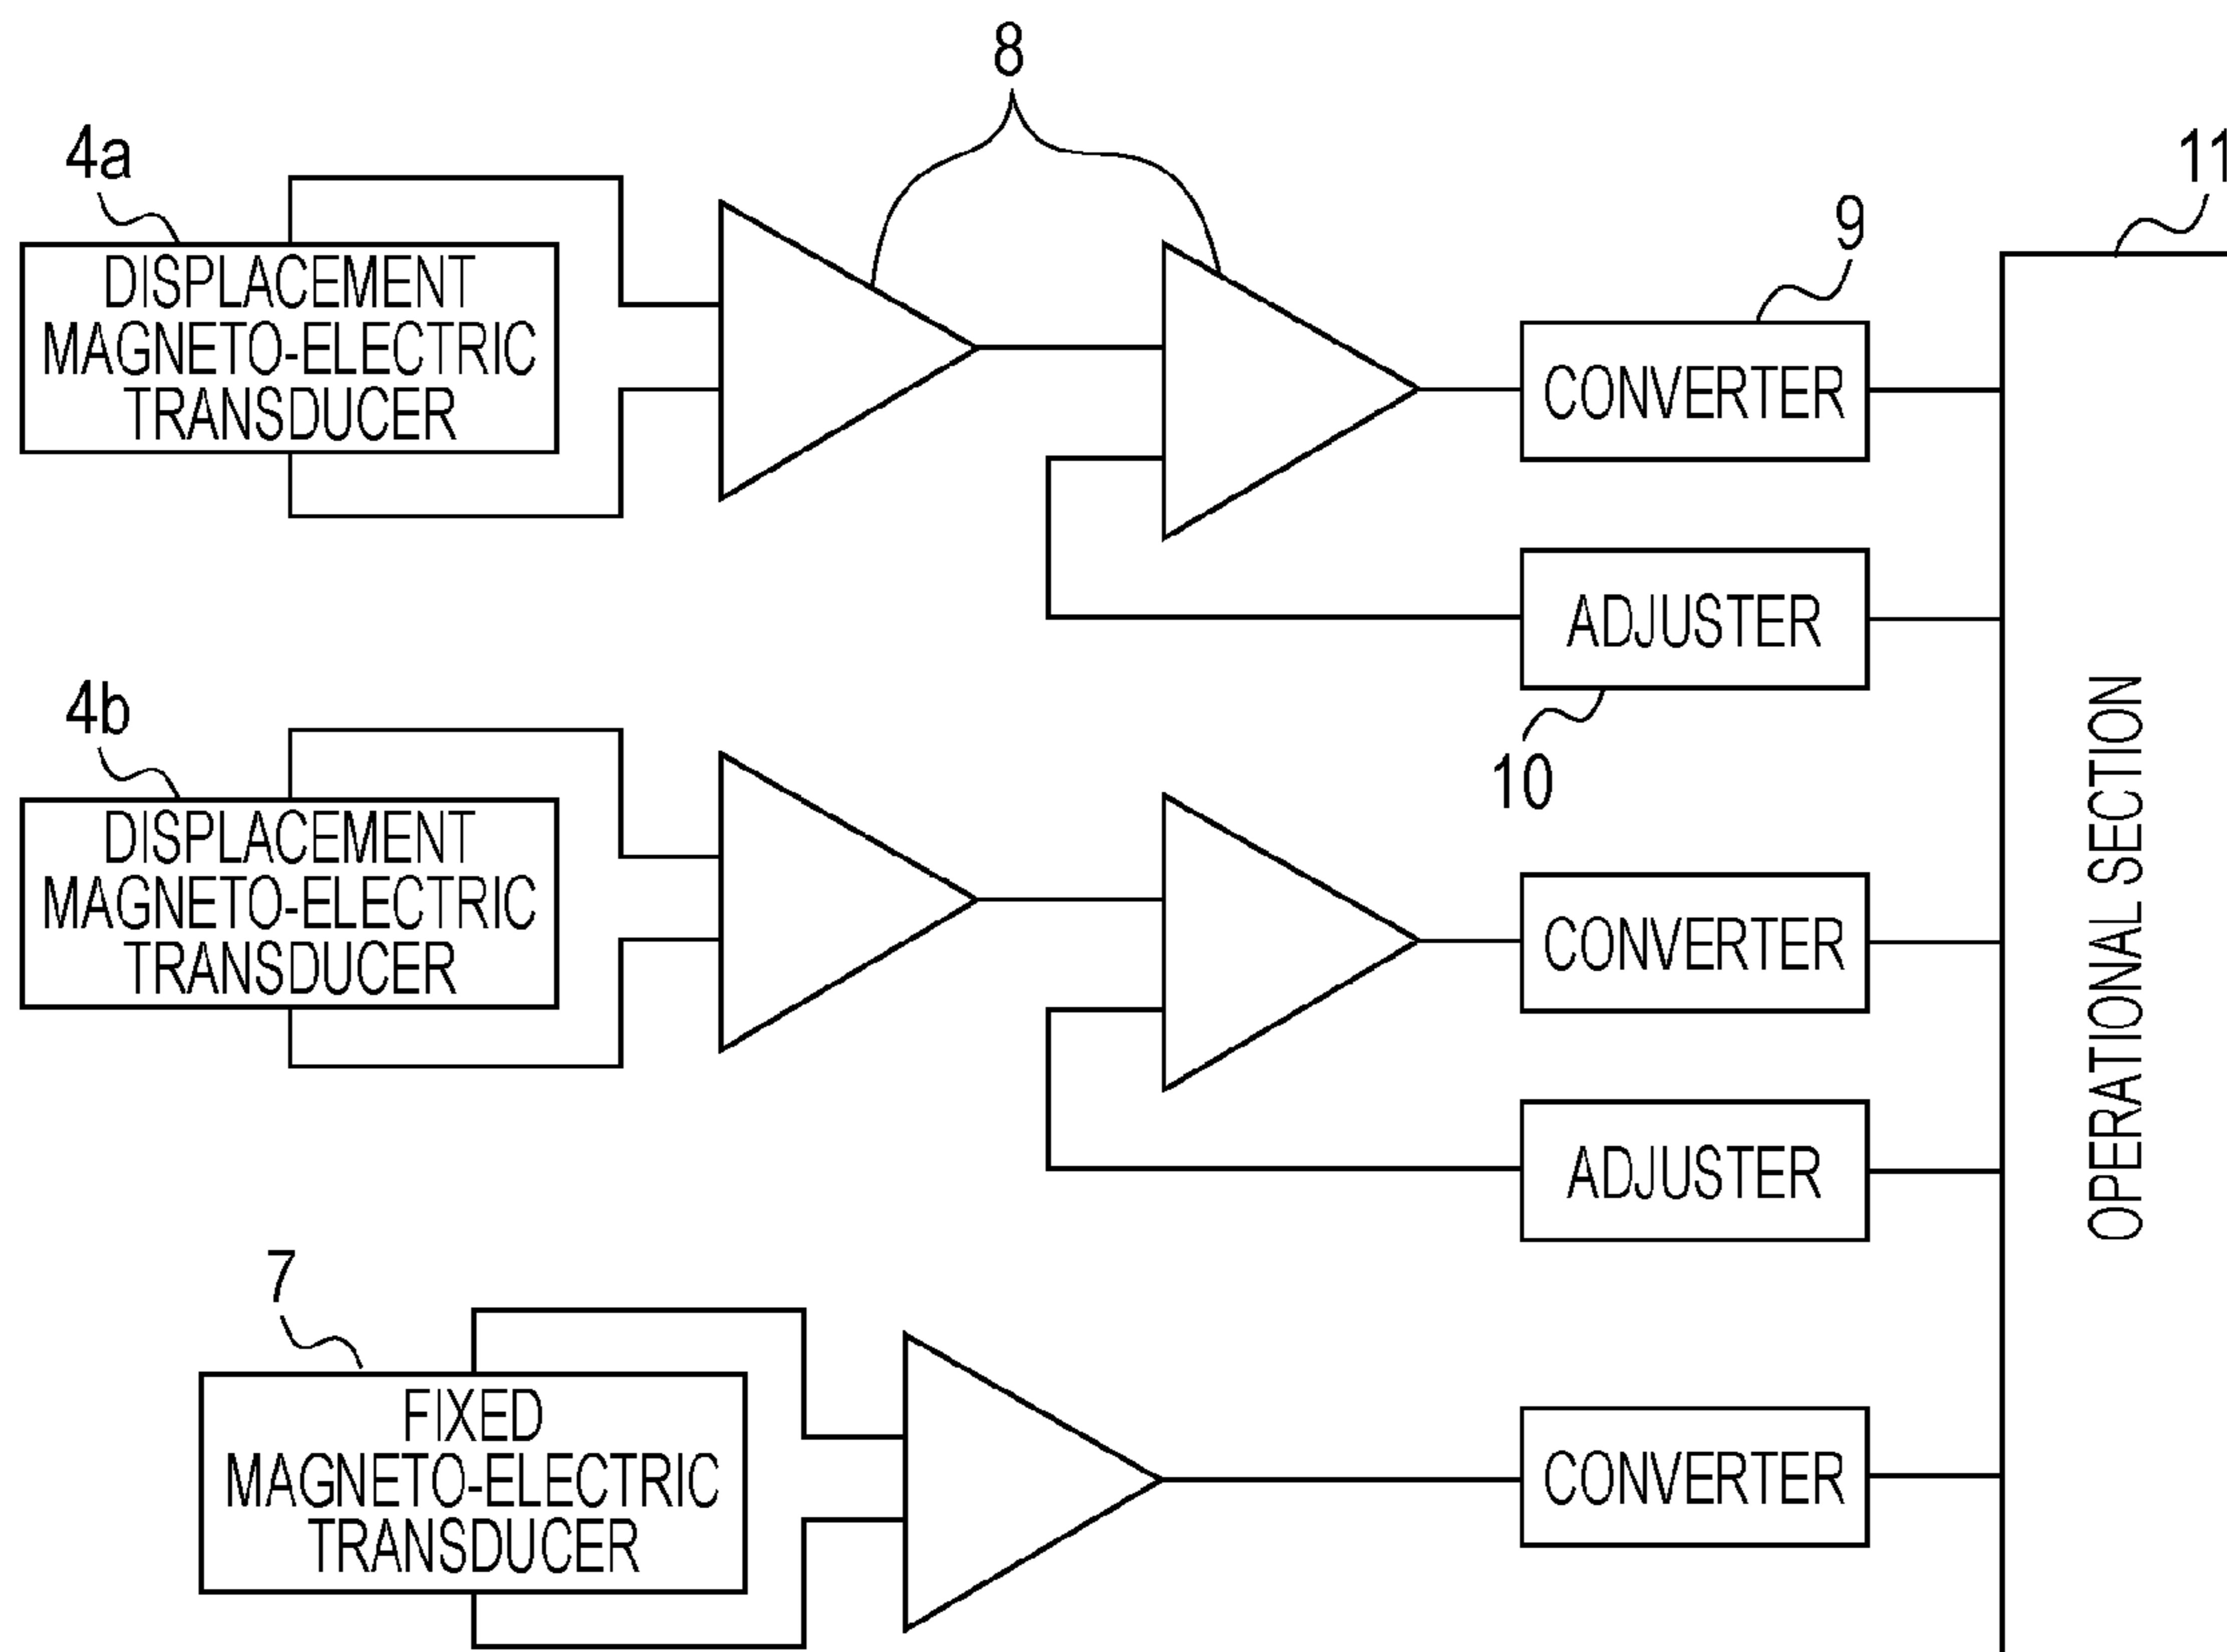 8
4a
11
9
DISPLACEMENT
MAGNETO-ELECTRIC
TRANSDUCER
CONVERTER
ADJUSTER
10
4b
DISPLACEMENT
MAGNETO-ELECTRIC
TRANSDUCER
CONVERTER
OPERATIONAL SECTION
ADJUSTER
7
FIXED
MAGNETO-ELECTRIC
TRANSDUCER
CONVERTER